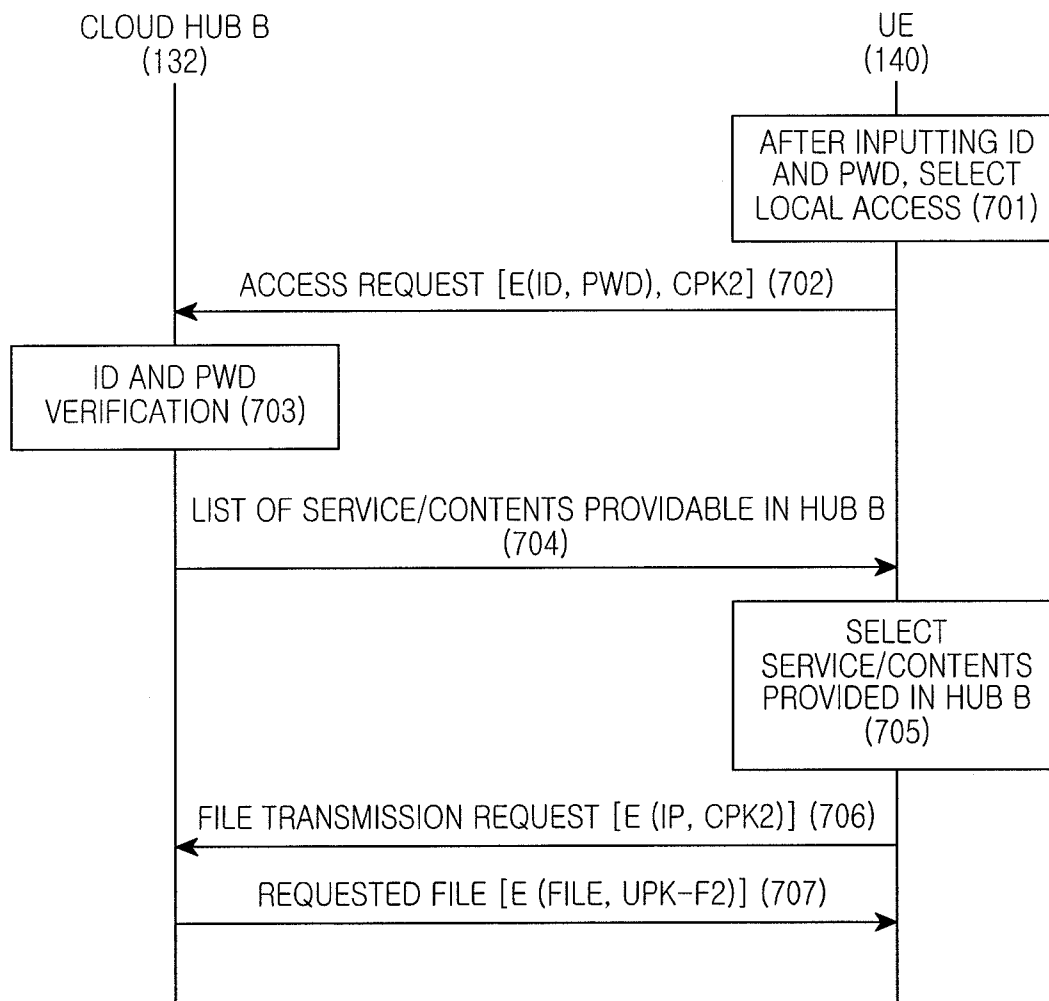 CLOUD HUB B
(132)
UE
(140)
AFTER INPUTTING ID
AND PWD, SELECT
LOCAL ACCESS (701)
ACCESS REQUEST [E(ID, PWD), CPK2] (702)
ID AND PWD
VERIFICATION (703)
LIST OF SERVICE/CONTENTS PROVIDABLE IN HUB B
(704)
SELECT
SERVICE/CONTENTS
PROVIDED IN HUB B
(705)
FILE TRANSMISSION REQUEST [E (IP, CPK2)] (706)
REQUESTED FILE [E (FILE, UPK-F2)] (707)